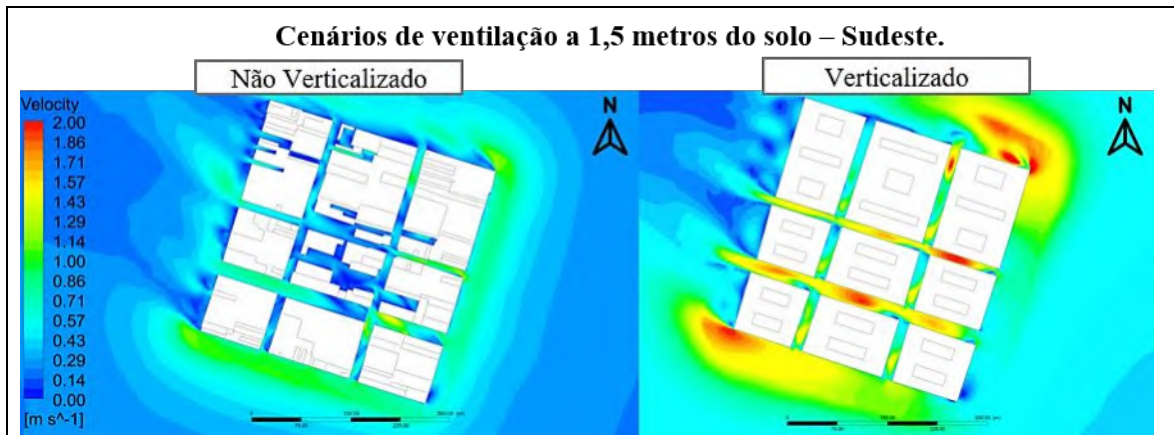 Cenários de ventilação a 1,5 metros do solo – Sudeste.
Não Verticalizado
Verticalizado
Velocity
2.00
1.86
1.71
1.57
1.43
1.29
1.14
1.00
0.86
0.71
0.57
0.43
0.29
0.14
0.00
[m s^-1]
N
N